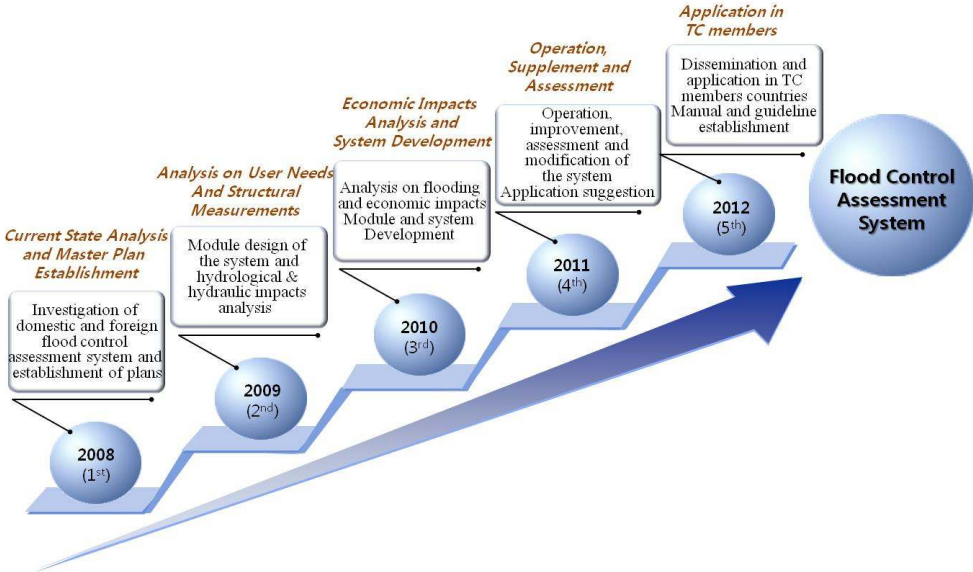 Current State Analysis
and Master Plan
Establishment
Investigation of
domestic and foreign
flood control
assessment system and
establishment of plans
2008
(1st)
Analysis on User Needs
And Structural
Measurements
Module design of
the system and
hydrological &
hydraulic impacts
analysis
2009
(2nd)
Economic Impacts
Analysis and
System Development
Analysis on flooding
and economic impacts
Module and system
Development
2010
(3rd)
Operation,
Supplement and
Assessment
Operation,
improvement,
assessment and
modification of
the system
Application suggestion
2011
(4th)
Application in
TC members
Dissemination and
application in TC
members countries
Manual and guideline
establishment
2012
(5th)
Flood Control
Assessment
System